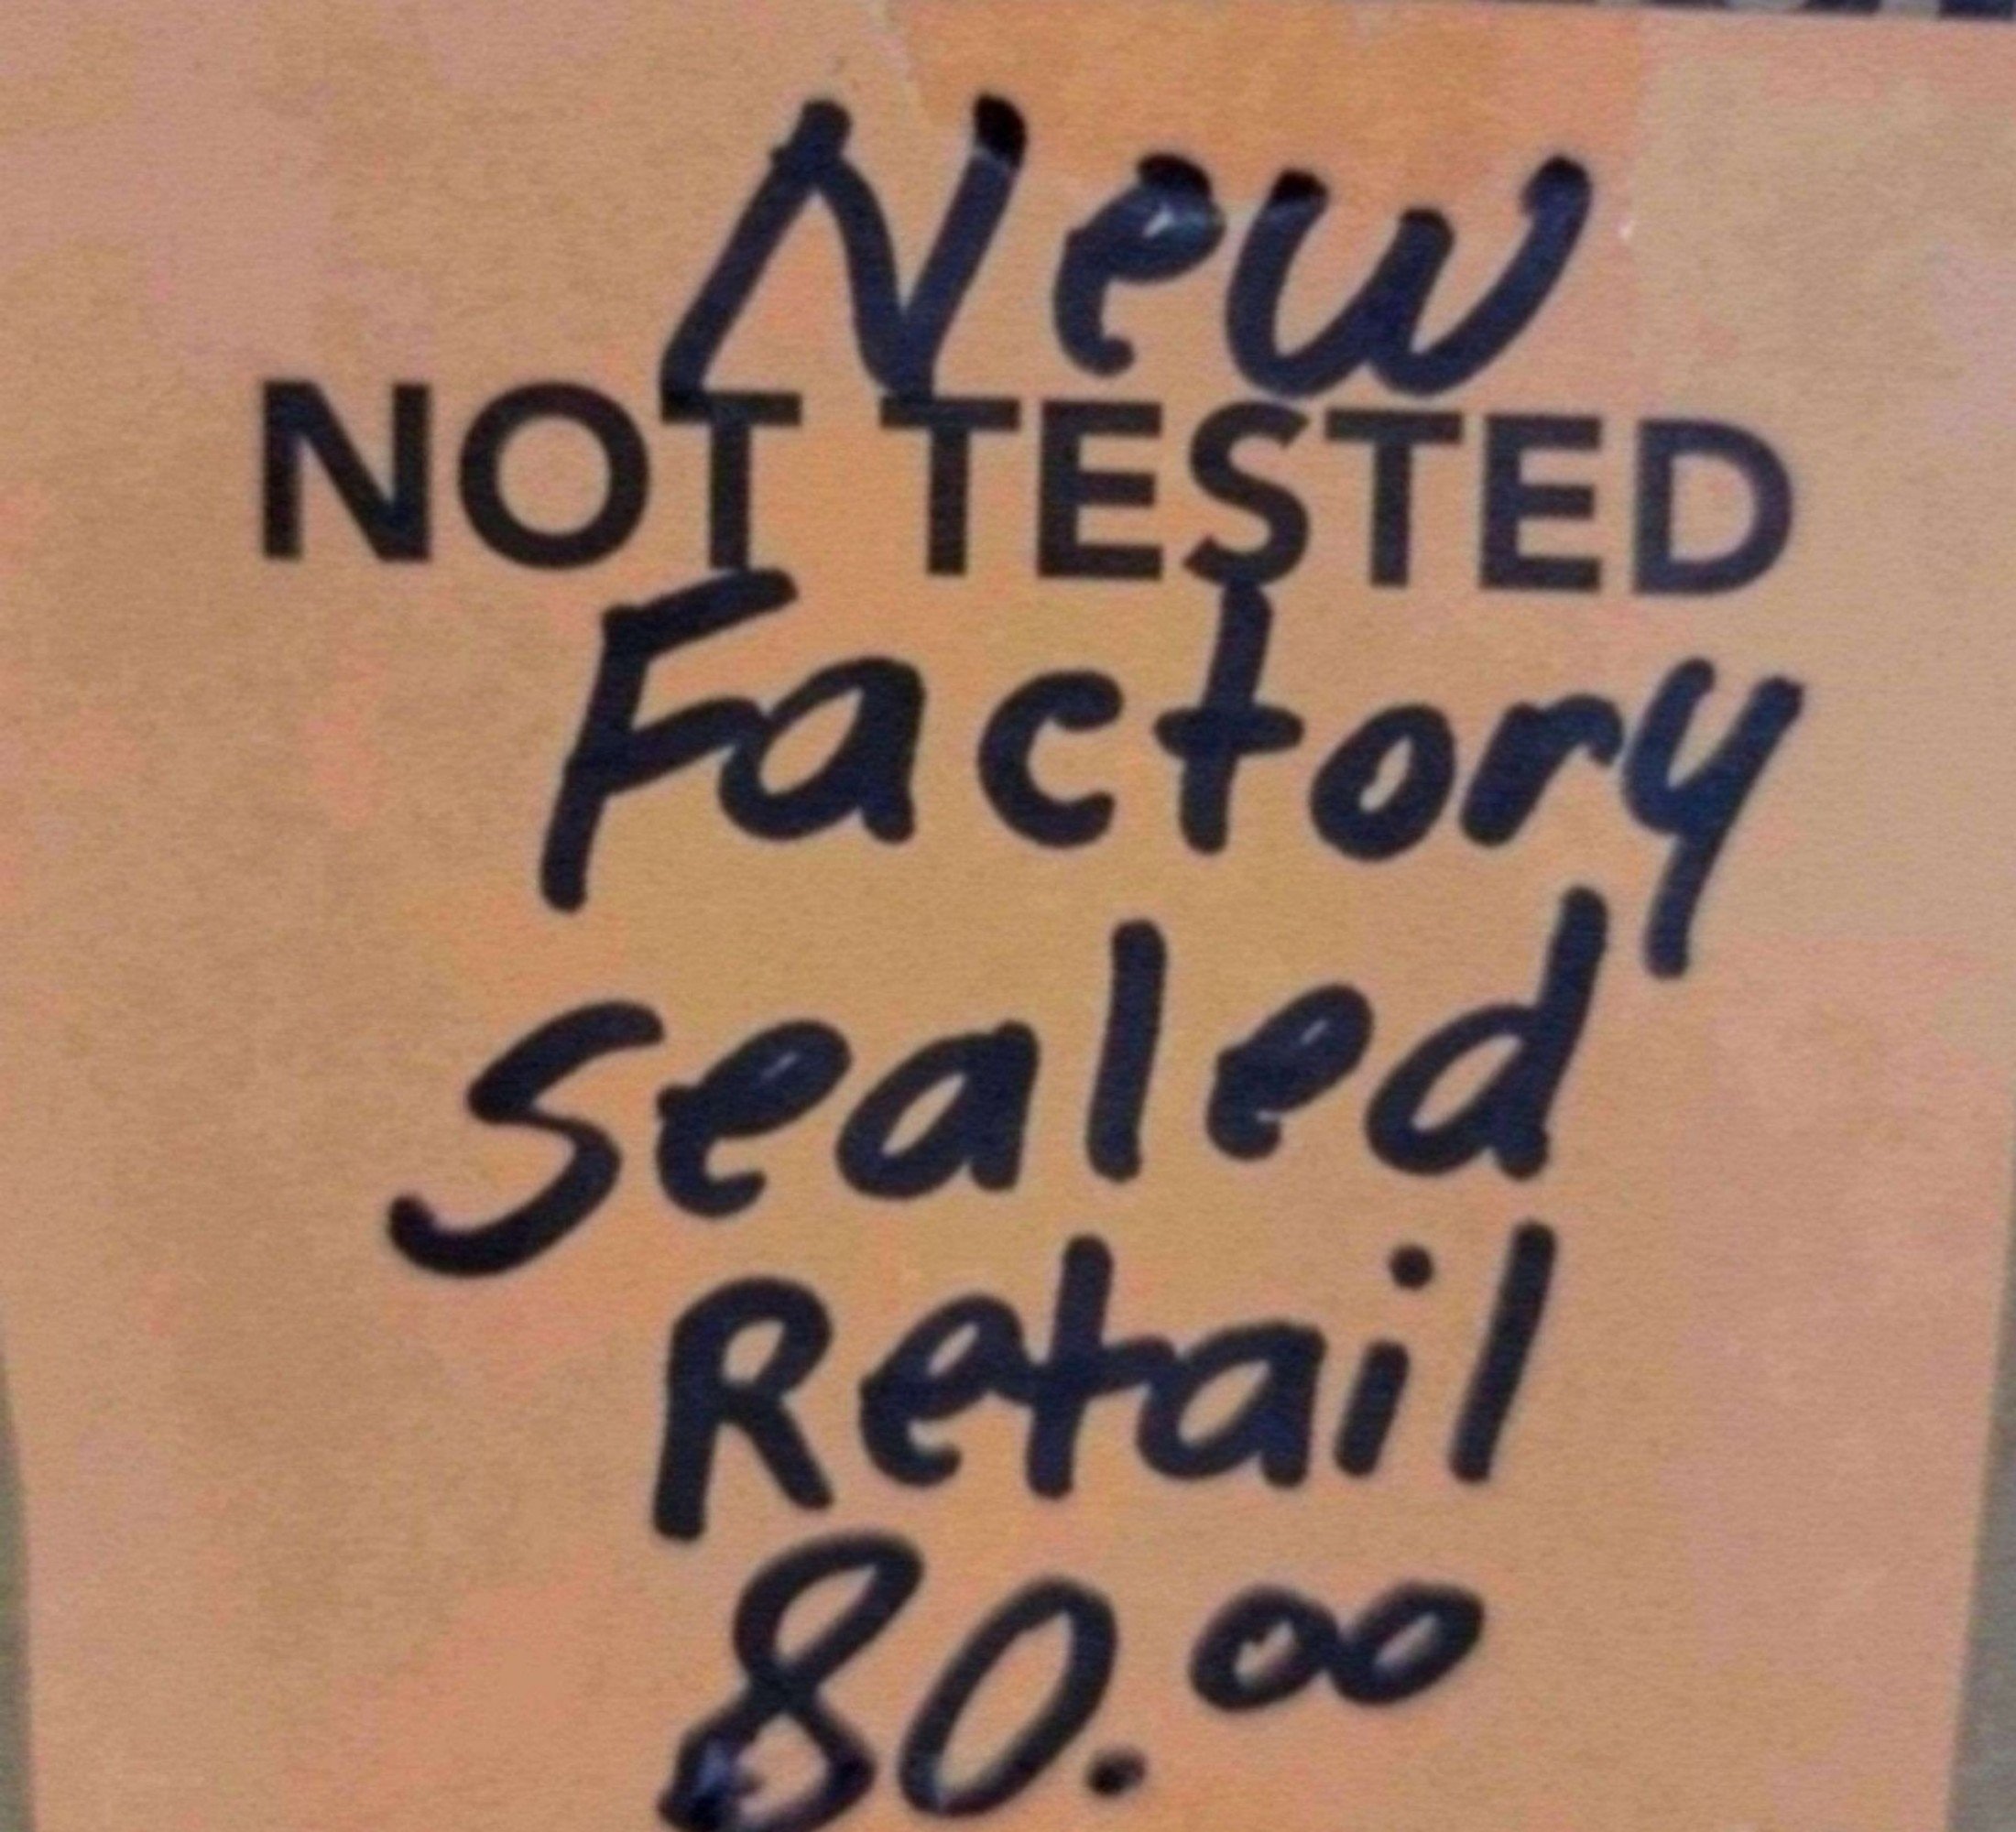 New
NOT TESTED
Factory
sealed
Retail
80.00